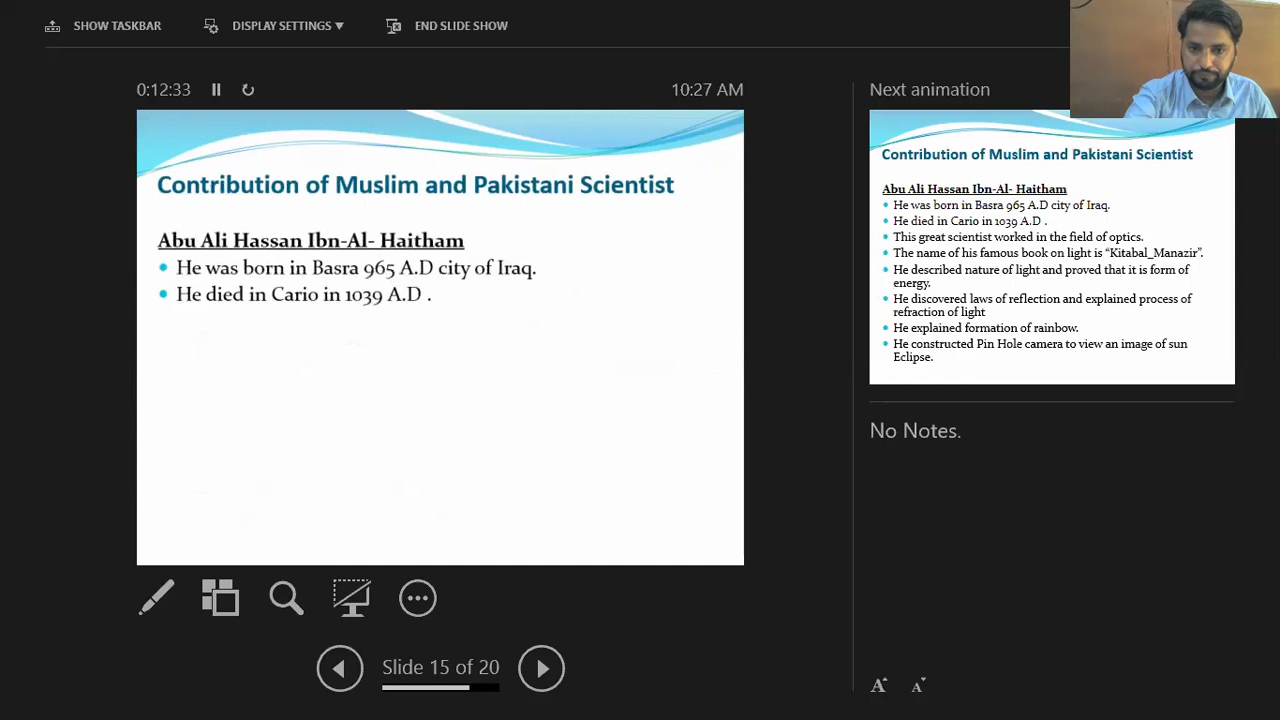 SHOW TASKBAR
DISPLAY SETTINGS ▼
END SLIDE SHOW
0:12:33
10:27 AM
Contribution of Muslim and Pakistani Scientist
Abu Ali Hassan Ibn-Al- Haitham
• He was born in Basra 965 A.D city of Iraq.
• He died in Cario in 1039 A.D .
Slide 15 of 20
Next animation
Contribution of Muslim and Pakistani Scientist
Abu Ali Hassan Ibn-Al- Haitham
• He was born in Basra 965 A.D city of Iraq.
• He died in Cario in 1039 A.D .
• This great scientist worked in the field of optics.
• The name of his famous book on light is “Kitabal_Manazir”.
• He described nature of light and proved that it is form of
energy.
• He discovered laws of reflection and explained process of
refraction of light
• He explained formation of rainbow.
• He constructed Pin Hole camera to view an image of sun
Eclipse.
No Notes.
A A